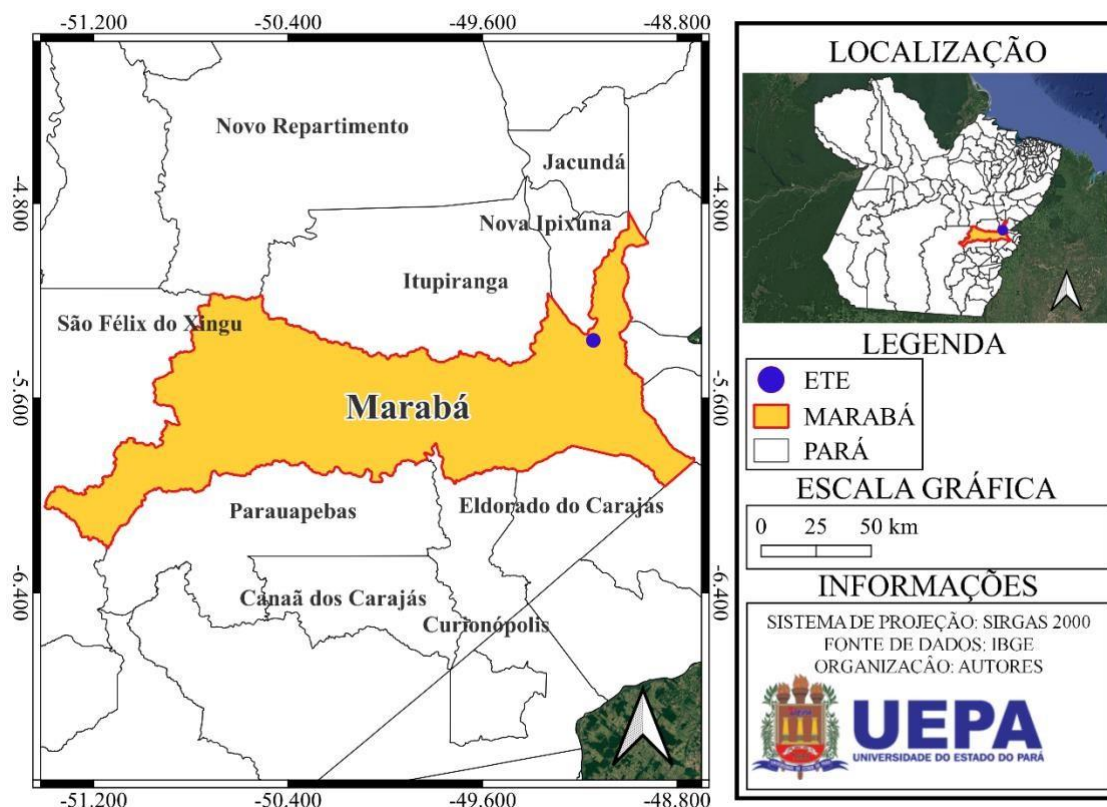 -51.200 -50.400 -49.600 -48.800
Novo Repartimento
Jacundá
-4.800 -4.800
Nova Ipixuna
Itupiranga
São Félix do Xingu
-5.600 -5.600
Marabá
Parauapebas
Eldorado do Carajás
-6.400 -6.400
Canaã dos Carajás
Curionópolis
-51.200 -50.400 -49.600 -48.800
LOCALIZAÇÃO
LEGENDA
ETE
MARABÁ
PARÁ
ESCALA GRÁFICA
0 25 50 km
INFORMAÇÕES
SISTEMA DE PROJEÇÃO: SIRGAS 2000
FONTE DE DADOS: IBGE
ORGANIZAÇÃO: AUTORES
UEPA
UNIVERSIDADE DO ESTADO DO PARÁ